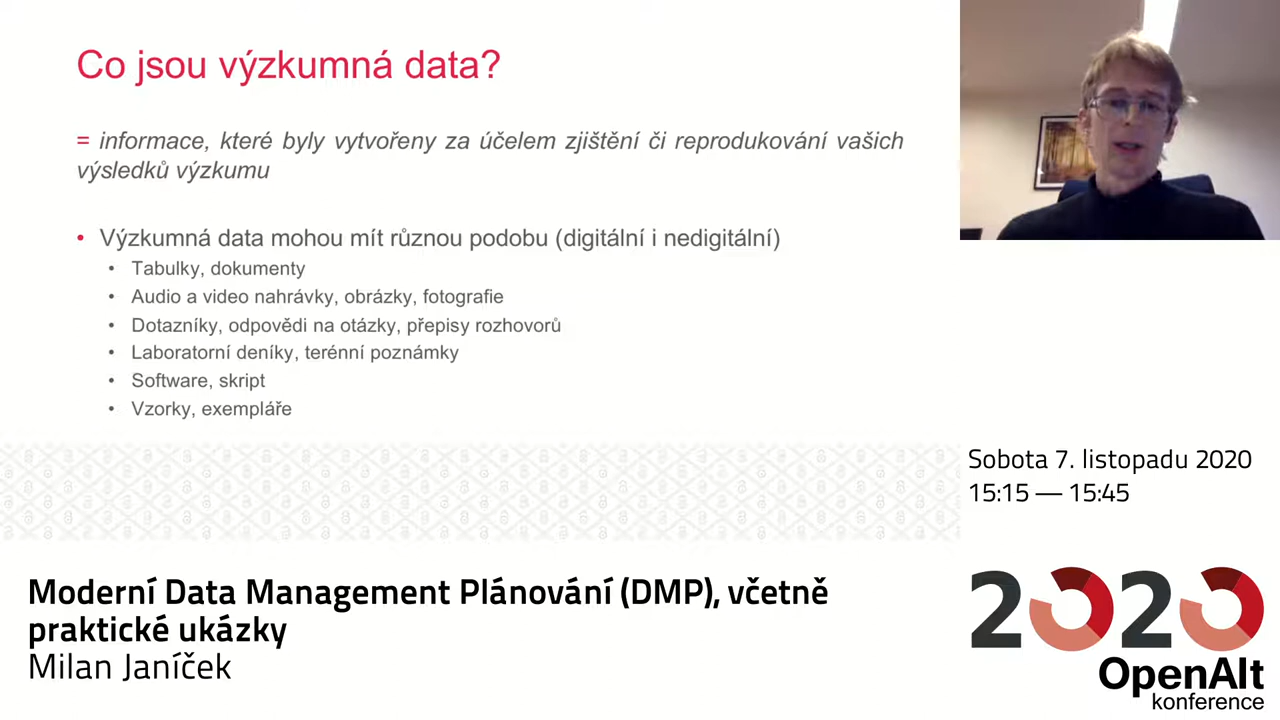 Co jsou výzkumná data?
= informace, které byly vytvořeny za účelem zjištění či reprodukování vašich
výsledků výzkumu
• Výzkumná data mohou mít různou podobu (digitální i nedigitální)
• Tabulky, dokumenty
• Audio a video nahrávky, obrázky, fotografie
• Dotazníky, odpovědi na otázky, přepisy rozhovorů
• Laboratorní deníky, terénní poznámky
• Software, skript
• Vzorky, exempláře
Sobota 7. listopadu 2020
15:15 — 15:45
Moderní Data Management Plánování (DMP), včetně
praktické ukázky
Milan Janíček
2020
OpenAlt
konference